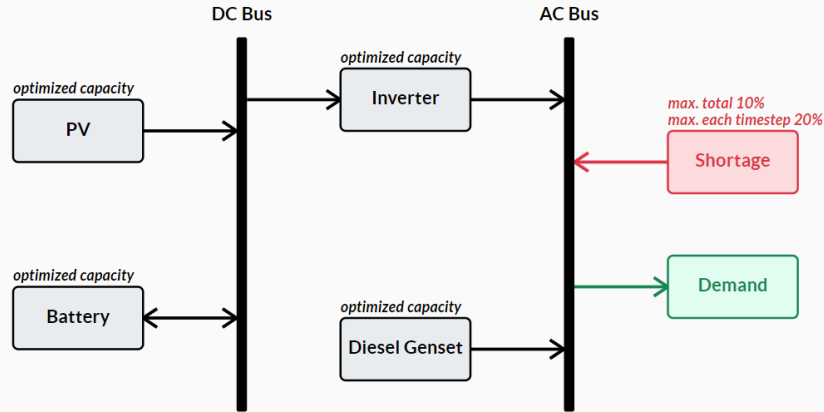 DC Bus
AC Bus
optimized capacity
PV
optimized capacity
Inverter
max. total 10%
max. each timestep 20%
Shortage
optimized capacity
Battery
optimized capacity
Diesel Genset
Demand